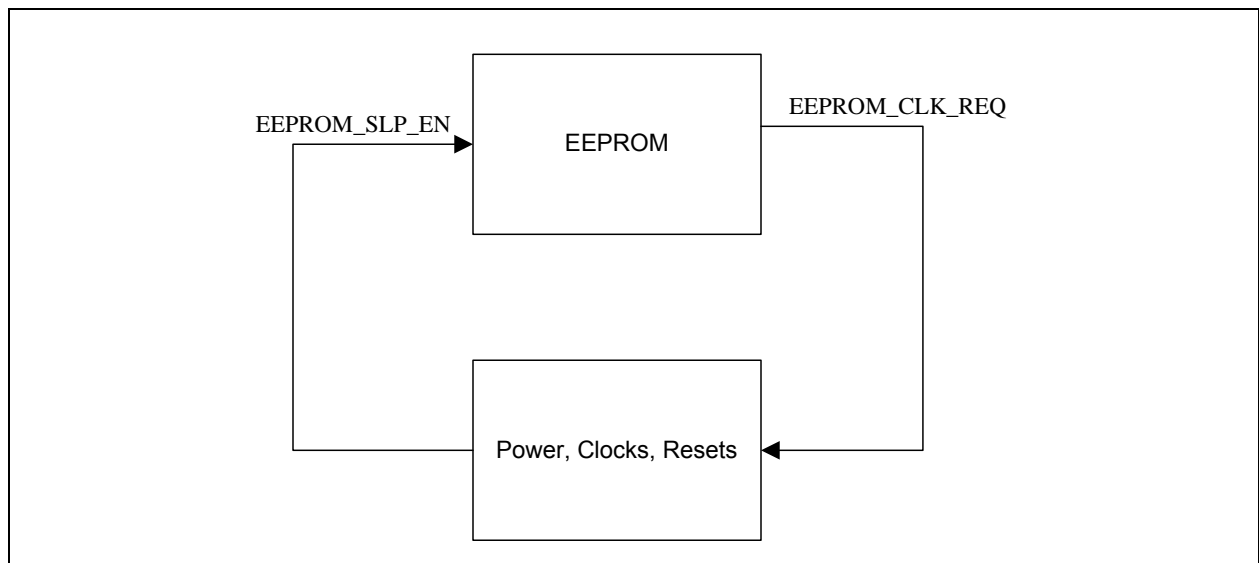 EEPROM_CLK_REQ
EEPROM_SLP_EN
EEPROM
Power, Clocks, Resets